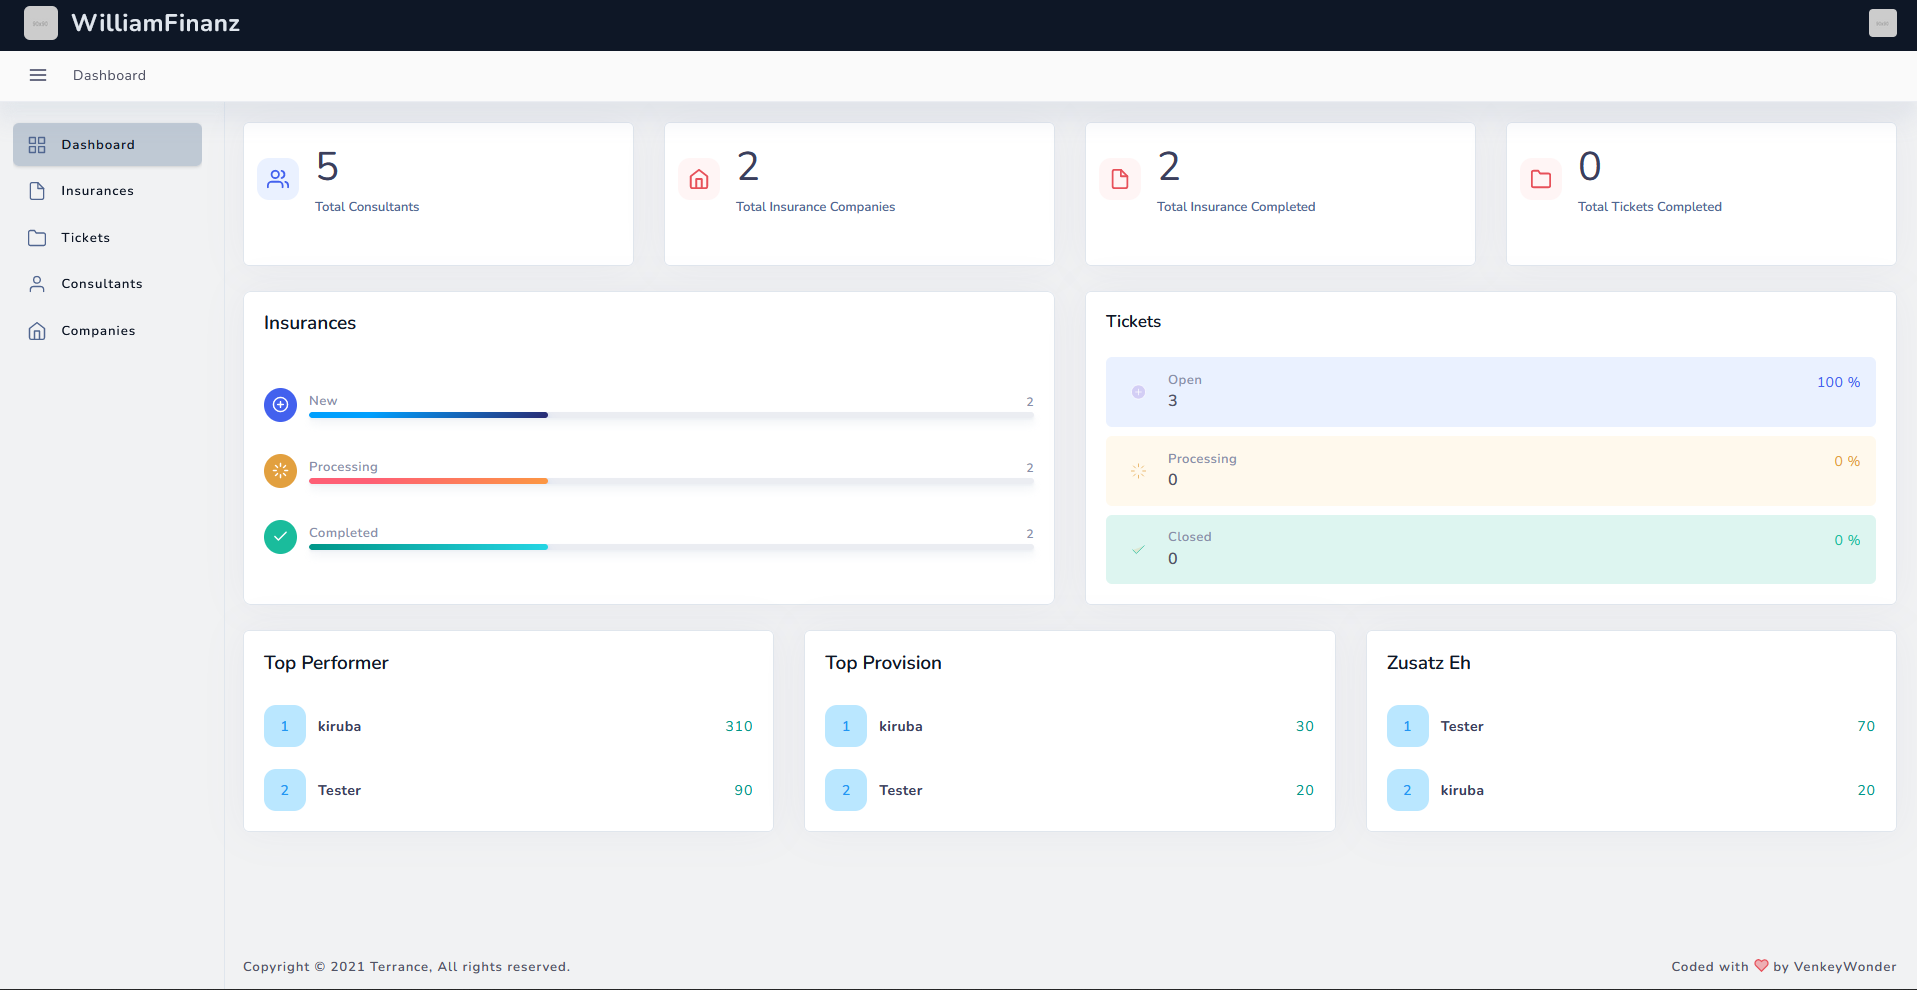 WilliamFinanz
Dashboard
Dashboard
Insurances
Tickets
Consultants
Companies
5
Total Consultants
2
Total Insurance Companies
2
Total Insurance Completed
0
Total Tickets Completed
Insurances
New 2
Processing 2
Completed 2
Tickets
Open
3
100 %
Processing
0
0 %
Closed
0
0 %
Top Performer
1 kiruba 310
2 Tester 90
Top Provision
1 kiruba 30
2 Tester 20
Zusatz Eh
1 Tester 70
2 kiruba 20
Copyright © 2021 Terrance, All rights reserved.
Coded with by VenkeyWonder